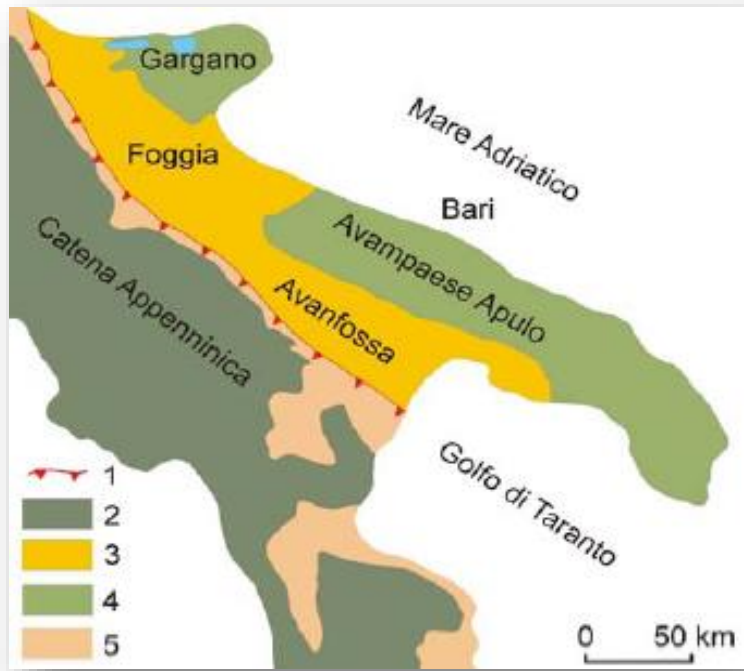 Gargano
Mare Adriatico
Foggia
Bari
Avampaese Apulo
Catena Appenninica
Avanfossa
Golfo di Taranto
1
2
3
4
5
0 50 km